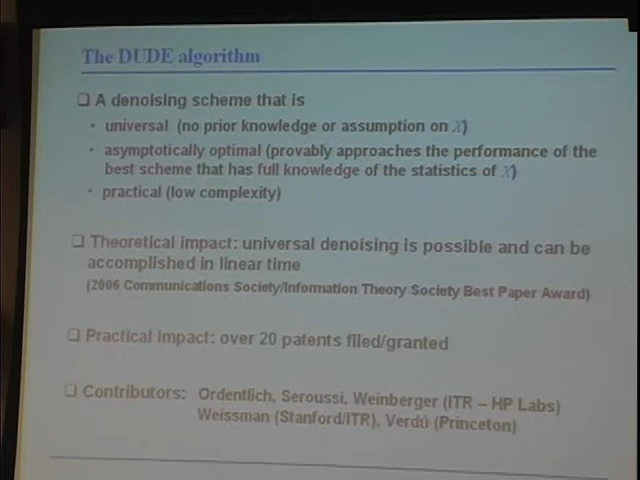 The DUDE algorithm
❑ A denoising scheme that is
• universal (no prior knowledge or assumption on X)
• asymptotically optimal (provably approaches the performance of the
best scheme that has full knowledge of the statistics of X)
• practical (low complexity)
❑ Theoretical impact: universal denoising is possible and can be
accomplished in linear time
(2006 Communications Society/Information Theory Society Best Paper Award)
❑ Practical impact: over 20 patents filed/granted
❑ Contributors: Ordentlich, Seroussi, Weinberger (ITR – HP Labs)
Weissman (Stanford/ITR), Verdú (Princeton)